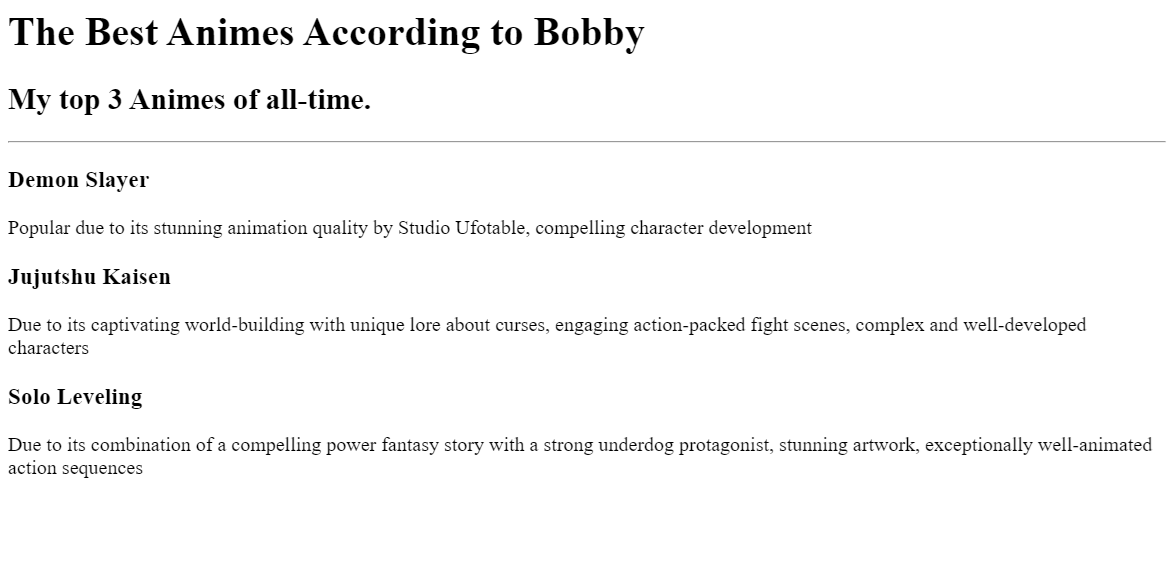 The Best Animes According to Bobby
My top 3 Animes of all-time.
Demon Slayer
Popular due to its stunning animation quality by Studio Ufotable, compelling character development
Jujutshu Kaisen
Due to its captivating world-building with unique lore about curses, engaging action-packed fight scenes, complex and well-developed
characters
Solo Leveling
Due to its combination of a compelling power fantasy story with a strong underdog protagonist, stunning artwork, exceptionally well-animated
action sequences